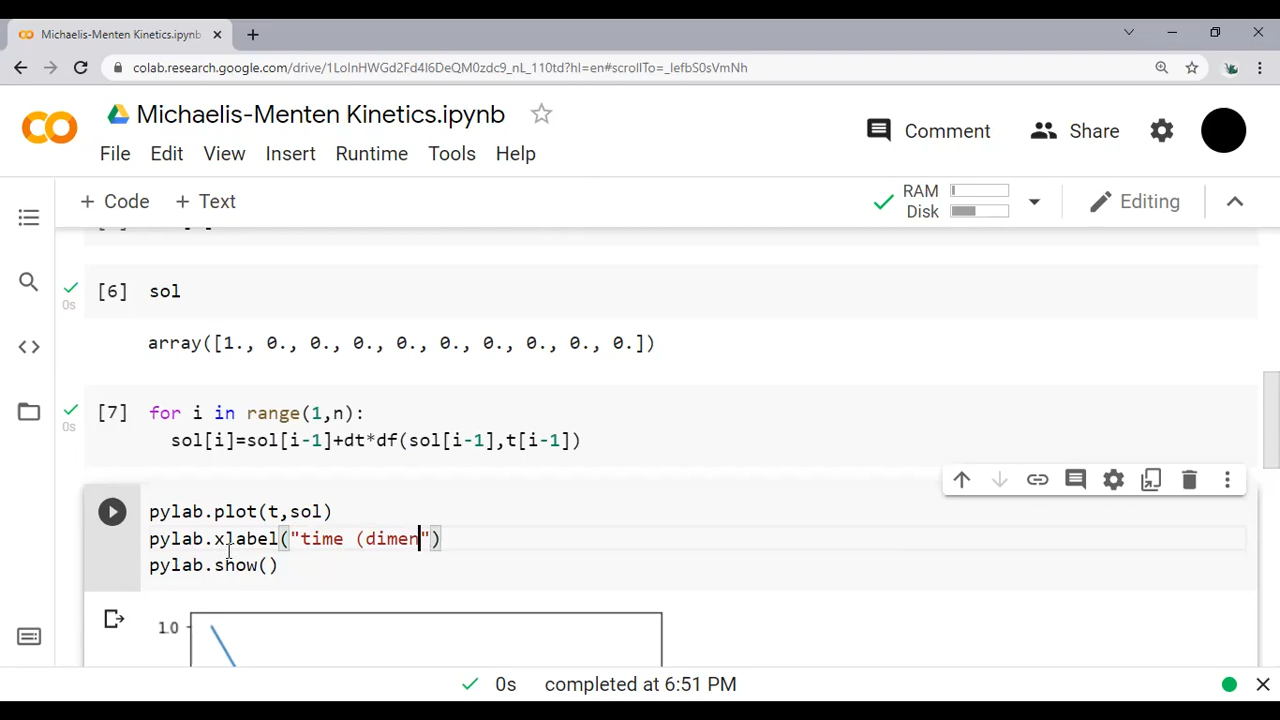 Michaelis-Menten Kinetics.ipynb
colab.research.google.com/drive/1LoInHWGd2Fd4I6DeQM0zdc9_nL_110td?hl=en#scrollTo=_IefbS0sVmNh
Michaelis-Menten Kinetics.ipynb
Comment
Share
File Edit View Insert Runtime Tools Help
+ Code + Text
RAM
Disk
Editing
[6] sol
0s
array([1., 0., 0., 0., 0., 0., 0., 0., 0., 0.])
[7] for i in range(1,n):
0s
sol[i]=sol[i-1]+dt*df(sol[i-1],t[i-1])
pylab.plot(t,sol)
pylab.xlabel("time (dimen")
pylab.show()
1.0
0s completed at 6:51 PM